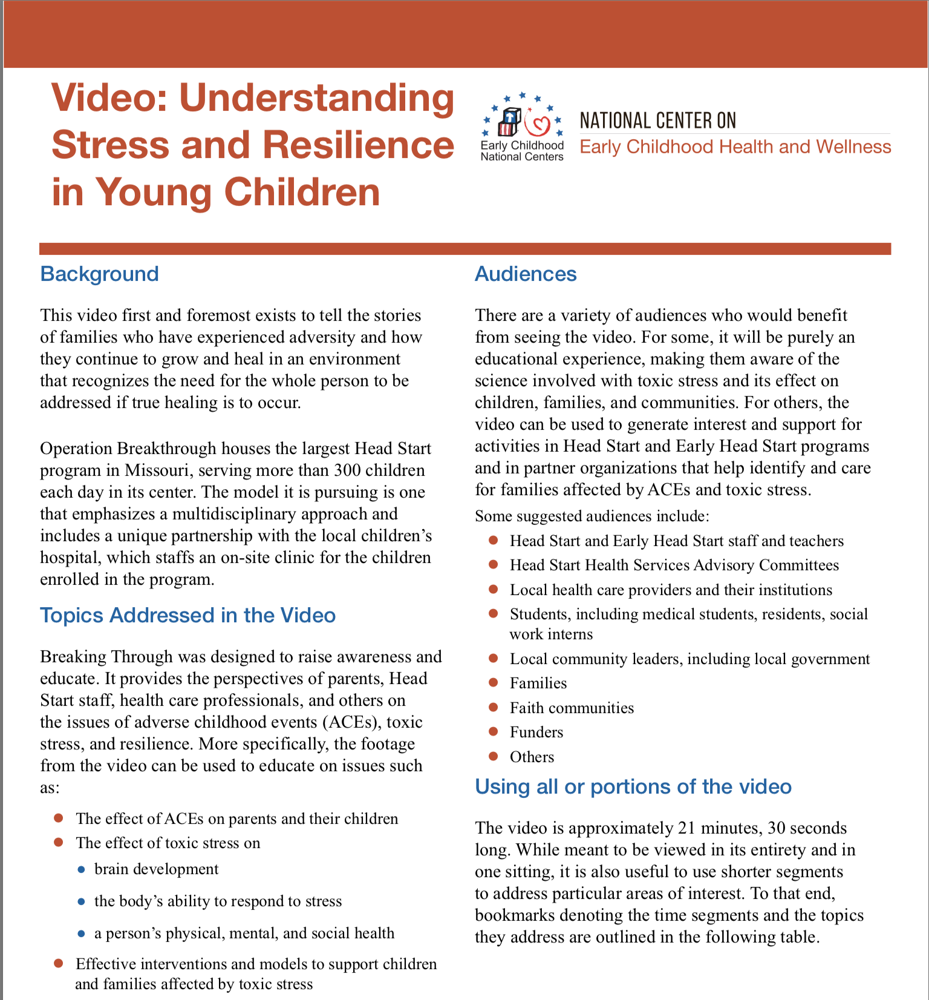 Video: Understanding
Stress and Resilience
in Young Children
Early Childhood
National Centers
NATIONAL CENTER ON
Early Childhood Health and Wellness
Background
This video first and foremost exists to tell the stories
of families who have experienced adversity and how
they continue to grow and heal in an environment
that recognizes the need for the whole person to be
addressed if true healing is to occur.
Operation Breakthrough houses the largest Head Start
program in Missouri, serving more than 300 children
each day in its center. The model it is pursuing is one
that emphasizes a multidisciplinary approach and
includes a unique partnership with the local children’s
hospital, which staffs an on-site clinic for the children
enrolled in the program.
Topics Addressed in the Video
Breaking Through was designed to raise awareness and
educate. It provides the perspectives of parents, Head
Start staff, health care professionals, and others on
the issues of adverse childhood events (ACEs), toxic
stress, and resilience. More specifically, the footage
from the video can be used to educate on issues such
as:
● The effect of ACEs on parents and their children
● The effect of toxic stress on
● brain development
● the body’s ability to respond to stress
● a person’s physical, mental, and social health
● Effective interventions and models to support children
and families affected by toxic stress
Audiences
There are a variety of audiences who would benefit
from seeing the video. For some, it will be purely an
educational experience, making them aware of the
science involved with toxic stress and its effect on
children, families, and communities. For others, the
video can be used to generate interest and support for
activities in Head Start and Early Head Start programs
and in partner organizations that help identify and care
for families affected by ACEs and toxic stress.
Some suggested audiences include:
● Head Start and Early Head Start staff and teachers
● Head Start Health Services Advisory Committees
● Local health care providers and their institutions
● Students, including medical students, residents, social
work interns
● Local community leaders, including local government
● Families
● Faith communities
● Funders
● Others
Using all or portions of the video
The video is approximately 21 minutes, 30 seconds
long. While meant to be viewed in its entirety and in
one sitting, it is also useful to use shorter segments
to address particular areas of interest. To that end,
bookmarks denoting the time segments and the topics
they address are outlined in the following table.